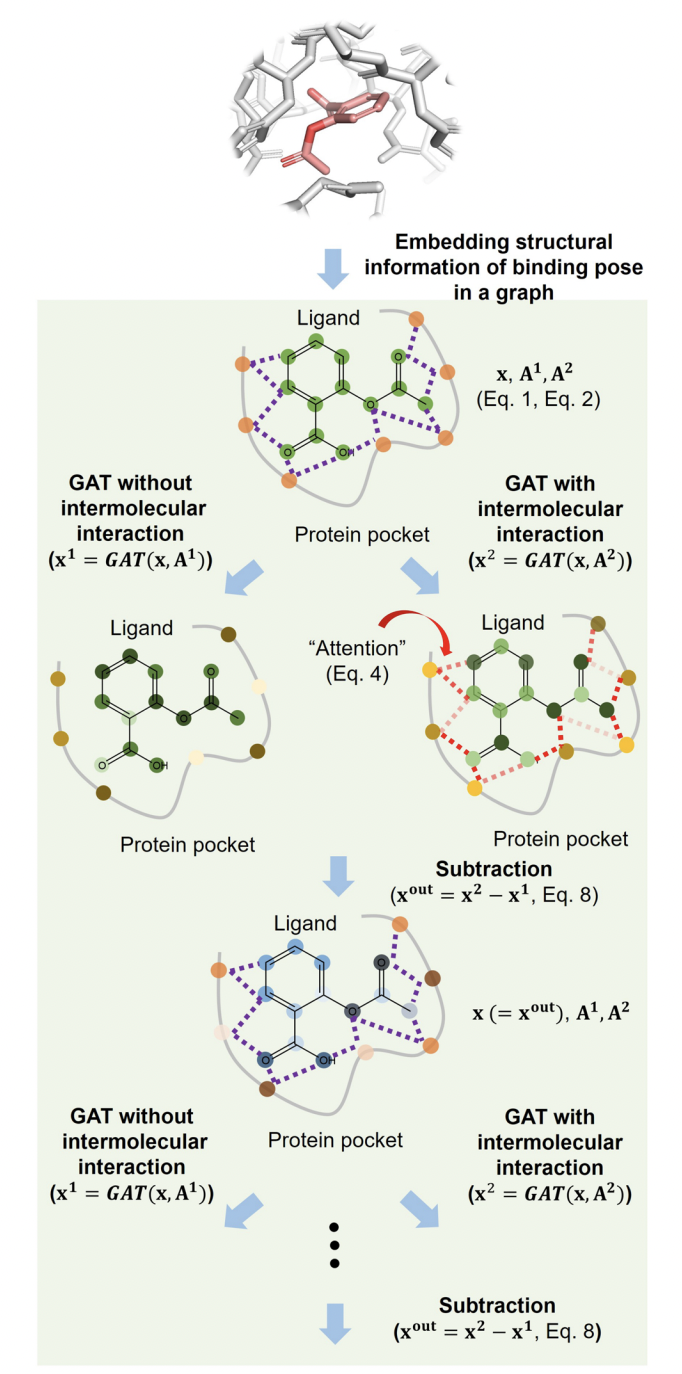 Embedding structural
information of binding pose
in a graph
Ligand
O
O
O
OH
x, A¹, A²
(Eq. 1, Eq. 2)
Protein pocket
GAT without
intermolecular
interaction
(x¹ = GAT(x, A¹))
GAT with
intermolecular
interaction
(x² = GAT(x, A²))
Ligand
O
O
O
OH
Protein pocket
"Attention"
(Eq. 4)
Ligand
Protein pocket
Subtraction
(x^out = x² − x¹, Eq. 8)
Ligand
O
O
O
OH
x (= x^out), A¹, A²
Protein pocket
GAT without
intermolecular
interaction
(x¹ = GAT(x, A¹))
GAT with
intermolecular
interaction
(x² = GAT(x, A²))
Subtraction
(x^out = x² − x¹, Eq. 8)